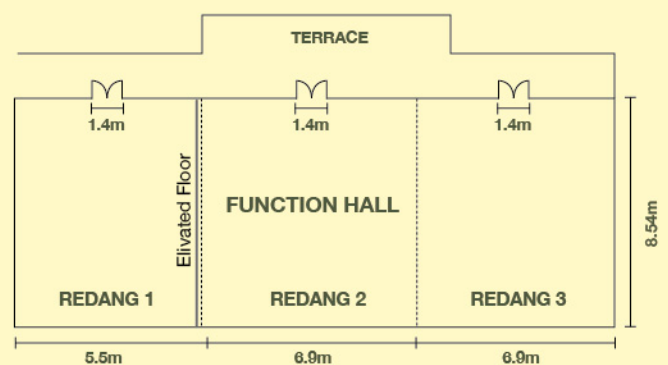 TERRACE
1.4m
1.4m
1.4m
Elivated Floor
FUNCTION HALL
8.54m
REDANG 1
REDANG 2
REDANG 3
5.5m
6.9m
6.9m